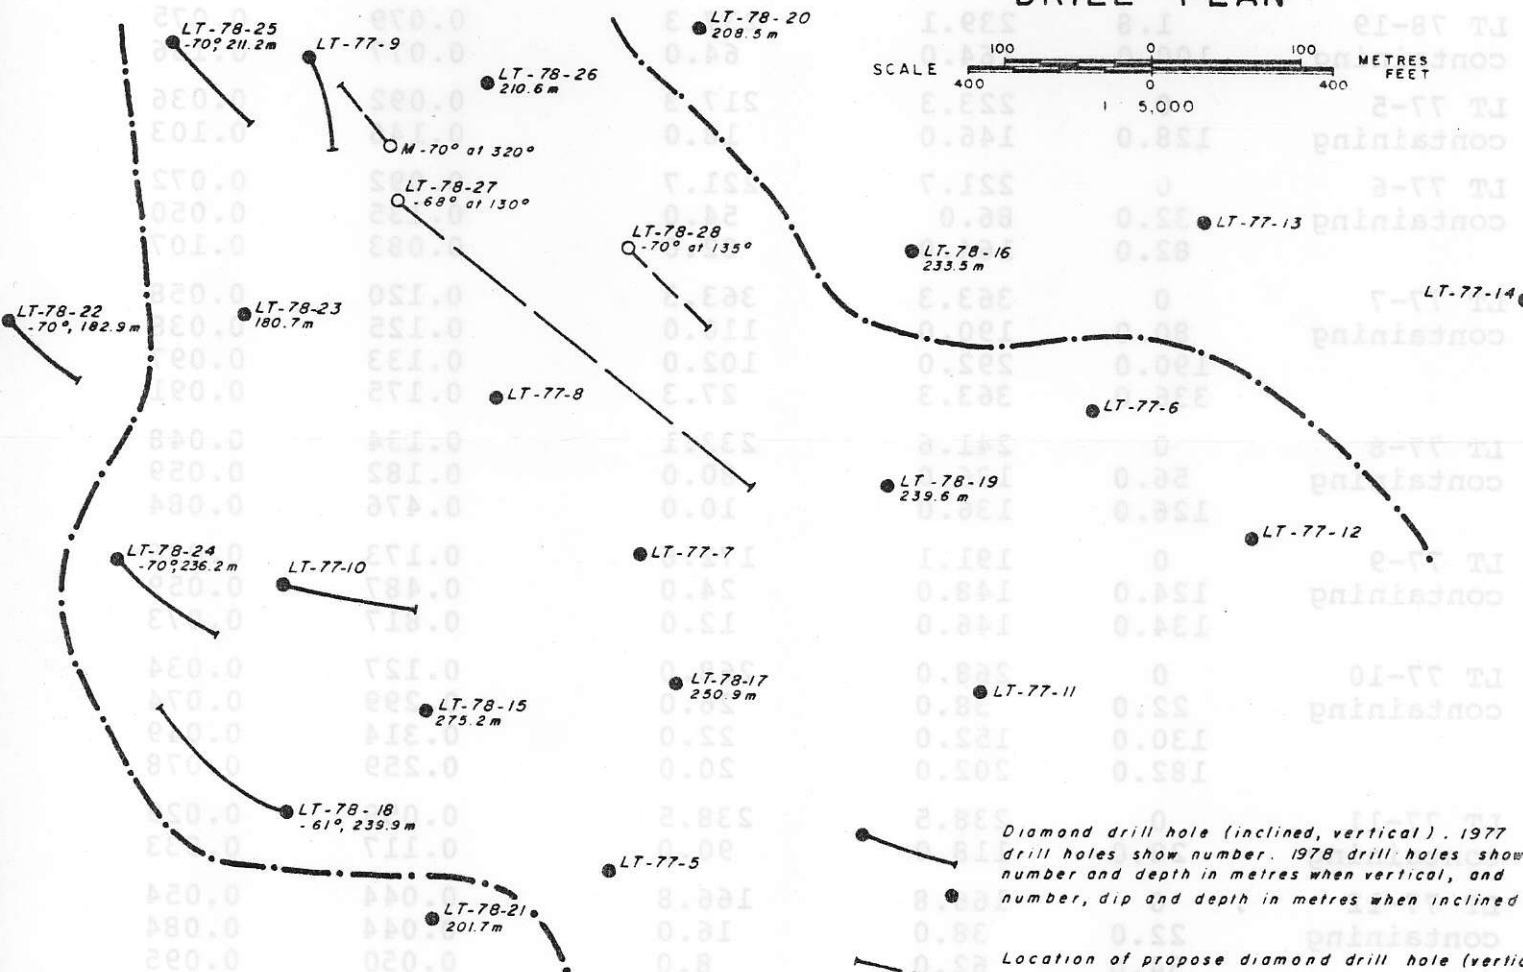 DRILL PLAN
LT-78-20
208.5 m
LT-78-25
-70°, 211.2m
LT-77-9
LT-78-26
210.6 m
100 0 100
SCALE
METRES
FEET
400 0 400
1 5,000
M -70° at 320°
LT-78-27
-68° at 130°
LT-78-28
-70° at 135°
LT-77-13
LT-78-16
233.5 m
LT-77-14
LT-78-22
-70°, 182.9m
LT-78-23
180.7m
LT-77-8
LT-77-6
LT-78-19
239.6 m
LT-77-12
LT-78-24
-70°, 236.2m
LT-77-10
LT-77-7
LT-78-17
250.9 m
LT-77-11
LT-78-15
275.2 m
LT-78-18
-61°, 239.9m
LT-77-5
LT-78-21
201.7m
Diamond drill hole (inclined, vertical). 1977
drill holes show number. 1978 drill holes show
number and depth in metres when vertical, and
number, dip and depth in metres when inclined
Location of propose diamond drill hole